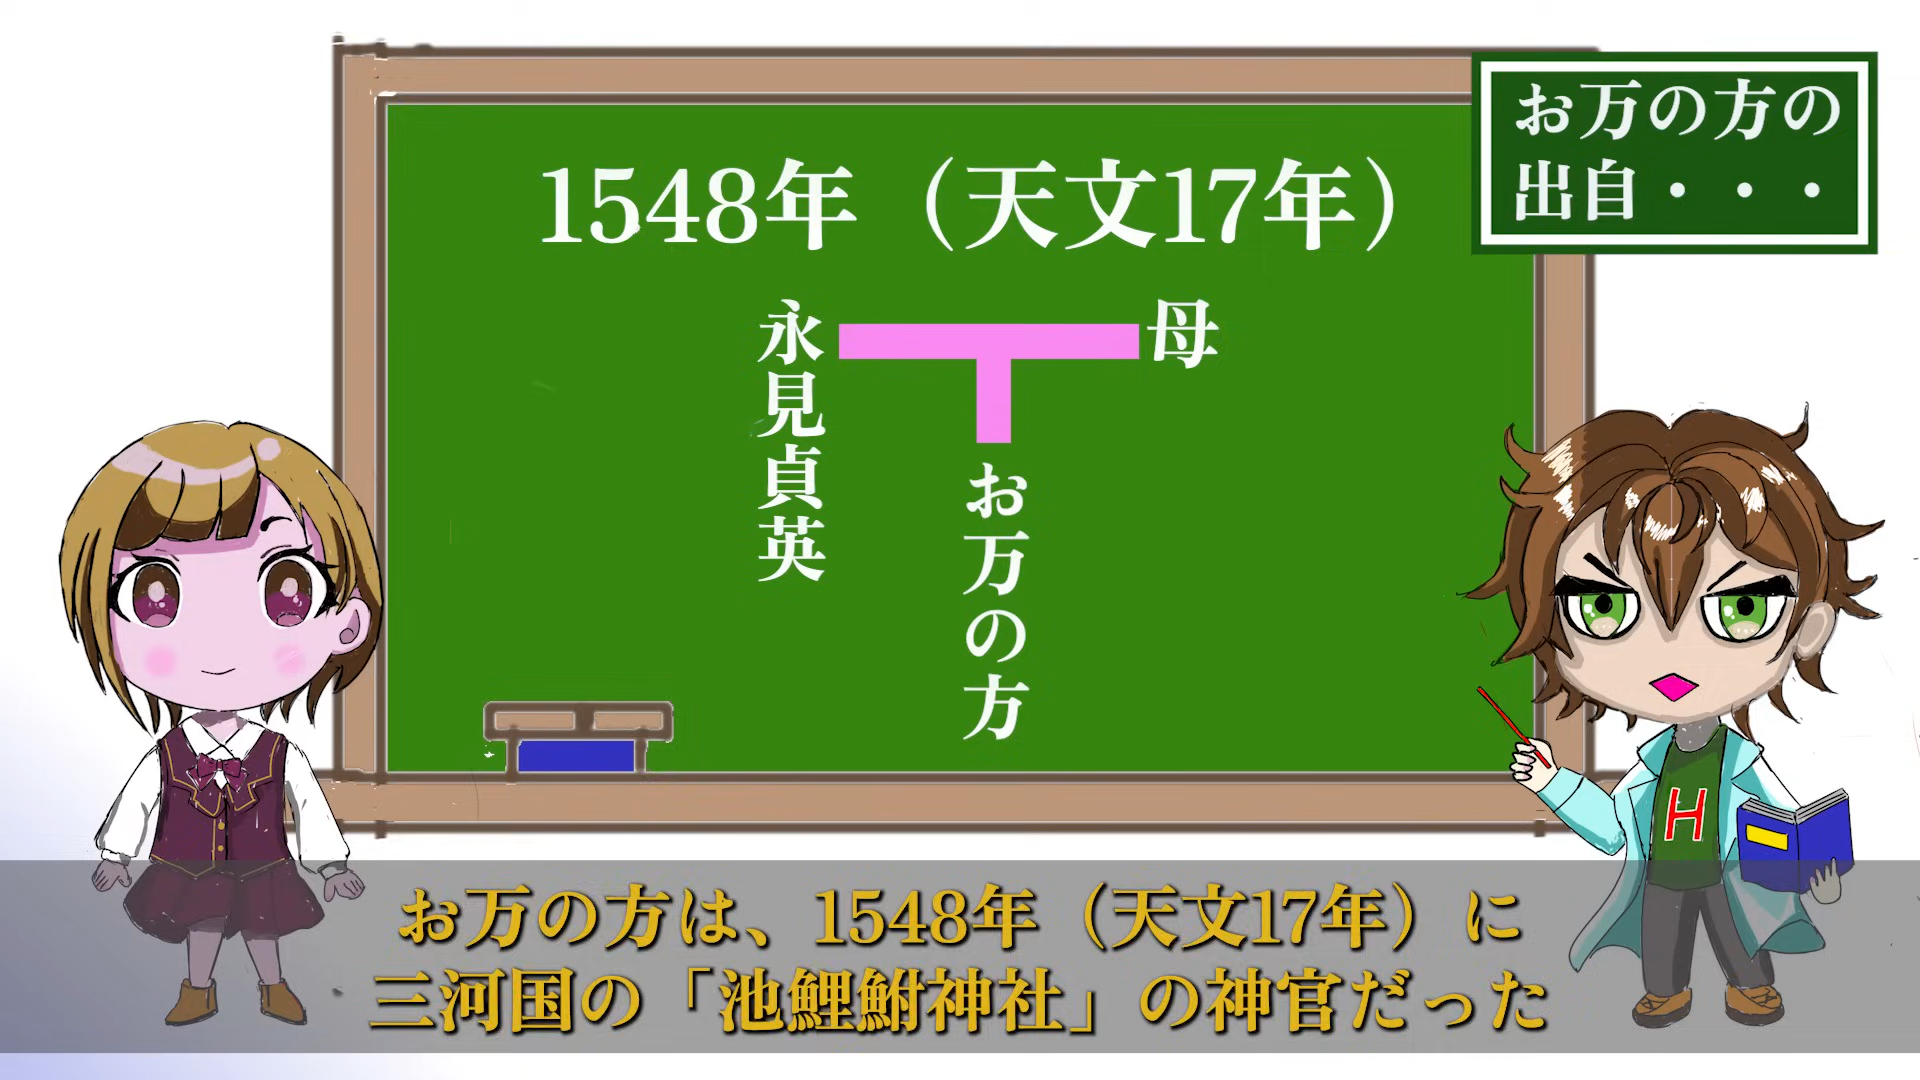 お万の方の
出自・・・
1548年（天文17年）
永見貞英
母
お万の方
H
お万の方は、1548年（天文17年）に
三河国の「池鯉鮒神社」の神官だった